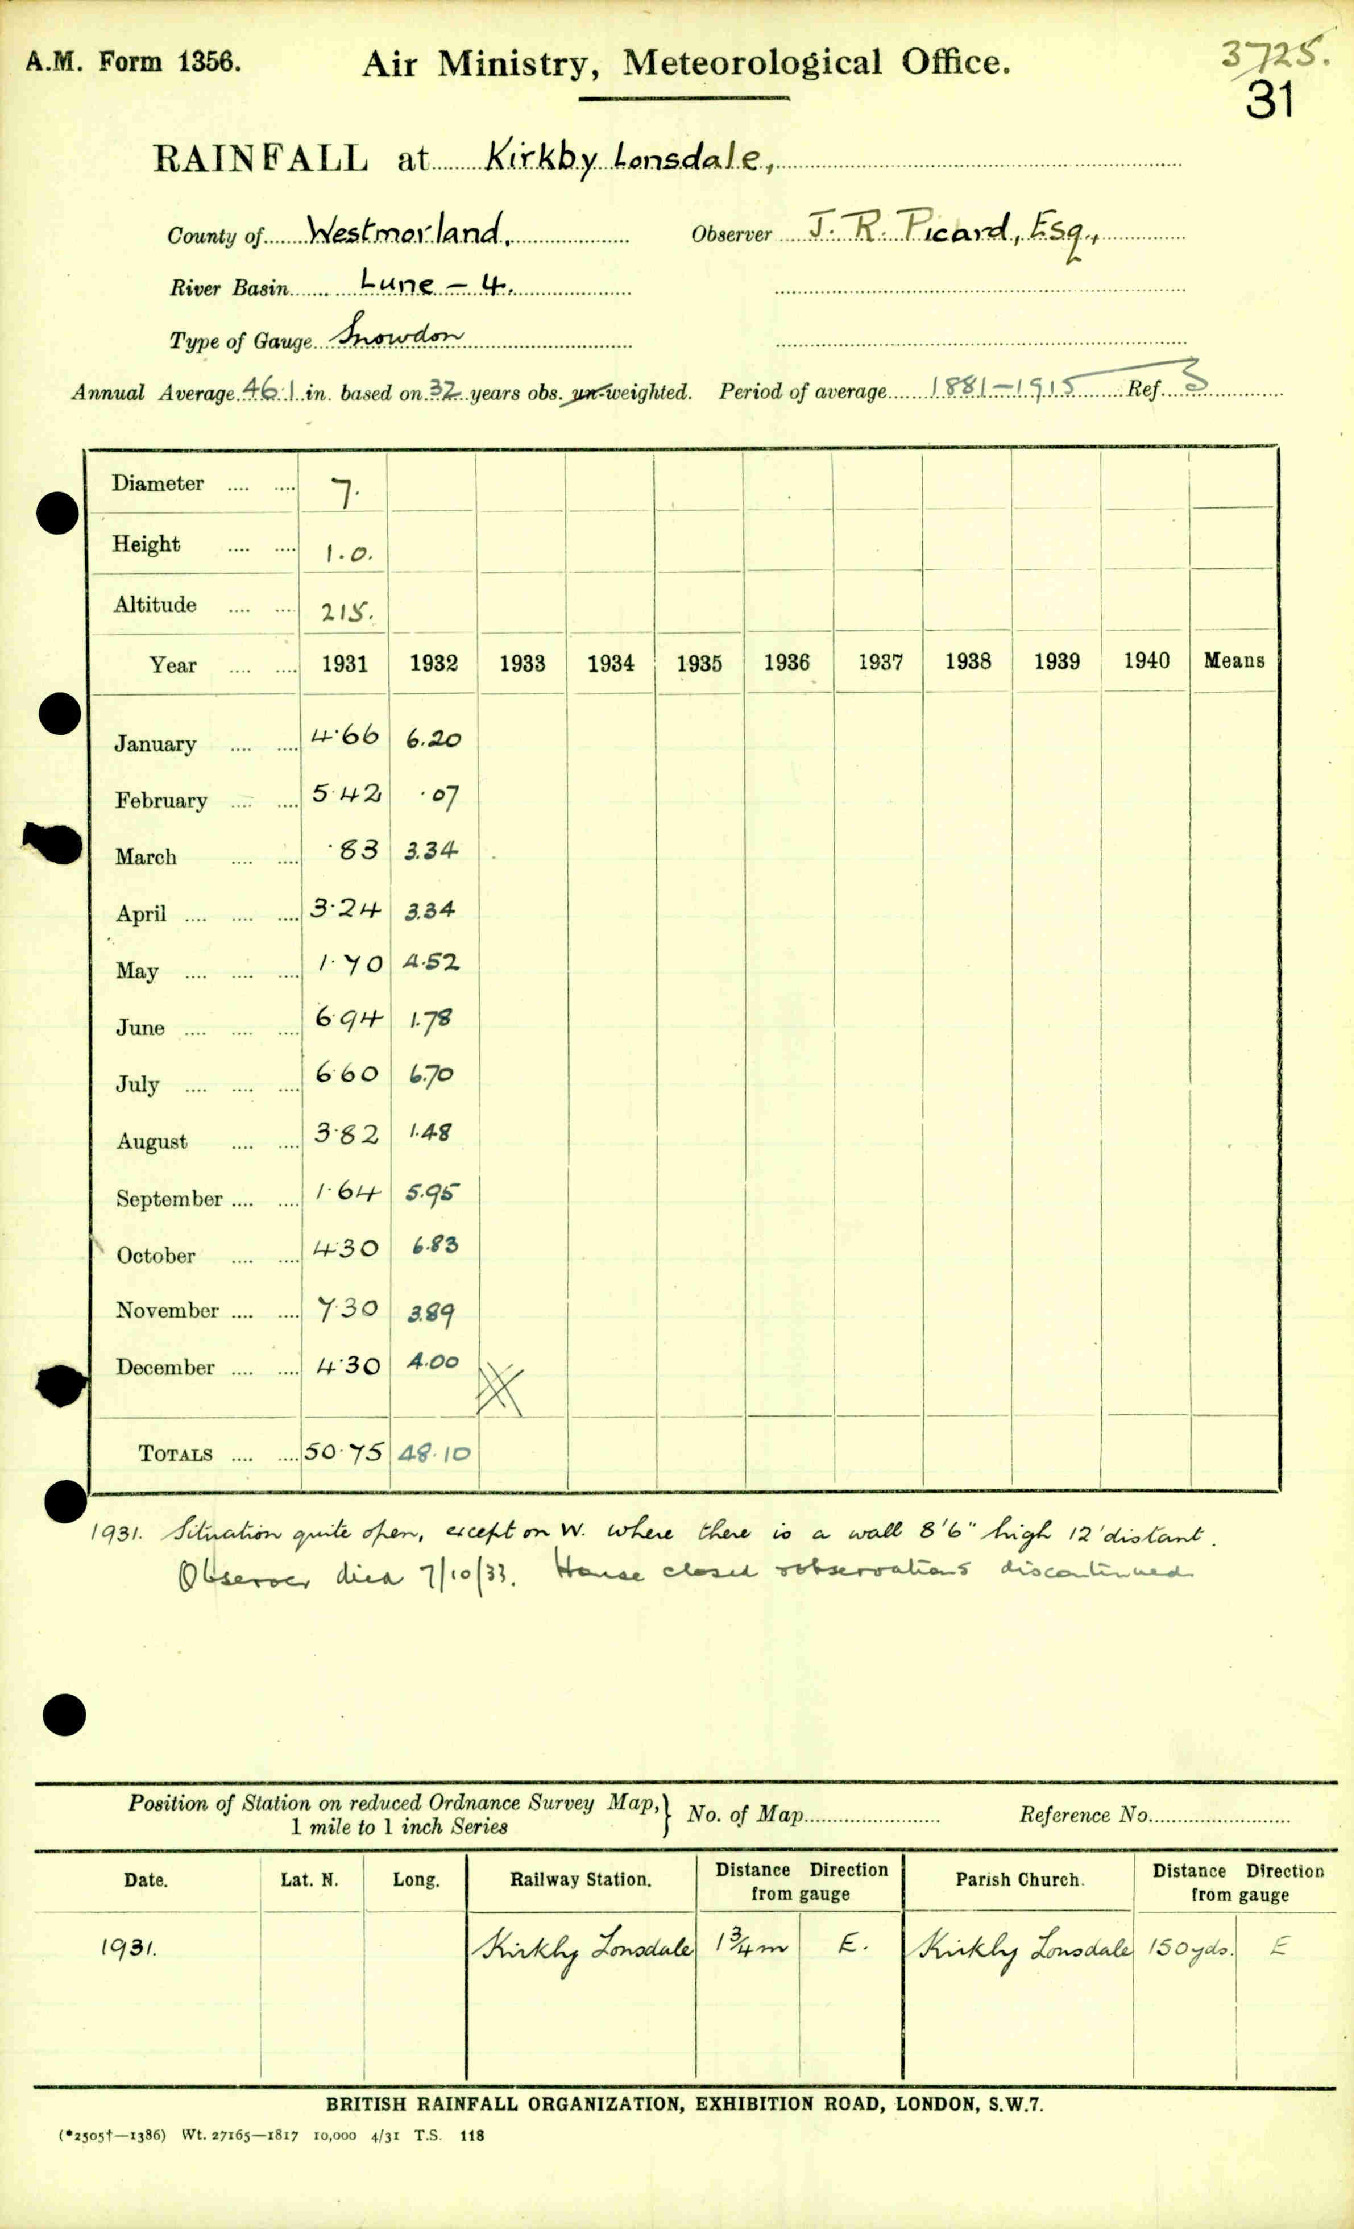 A.M. Form 1356. Air Ministry, Meteorological Office. 3725.
31
RAINFALL at Kirkby Lonsdale,
County of Westmorland. Observer J. R. Picard, Esq.,
River Basin Lune – 4.
Type of Gauge Snowdon
Annual Average 46.1 in. based on 32 years obs. un-weighted. Period of average 1881–1915 Ref. S
Diameter .... .... 7.
Height .... .... 1.0.
Altitude .... .... 215.
Year .... .... 1931 1932 1933 1934 1935 1936 1937 1938 1939 1940 Means
January .... .... 4.66 6.20
February .... .... 5.42 .07
March .... .... .83 3.34
April .... .... .... 3.24 3.34
May .... .... .... 1.70 4.52
June .... .... .... 6.94 1.78
July .... .... .... 6.60 6.70
August .... .... 3.82 1.48
September .... .... 1.64 5.95
October .... .... 4.30 6.83
November .... .... 7.30 3.89
December .... .... 4.30 4.00
TOTALS .... .... 50.75 48.10
1931. Situation quite open, except on W. where there is a wall 8'6" high 12' distant.
Observer died 7/10/33. House closed & observations discontinued
Position of Station on reduced Ordnance Survey Map,} No. of Map Reference No.
1 mile to 1 inch Series
Date. Lat. N. Long. Railway Station. Distance Direction from gauge Parish Church. Distance Direction from gauge
1931. Kirkby Lonsdale 1¾ m E. Kirkby Lonsdale 150 yds. E
BRITISH RAINFALL ORGANIZATION, EXHIBITION ROAD, LONDON, S.W.7.
(*2505†—1386) Wt. 27165—1817 10,000 4/31 T.S. 118